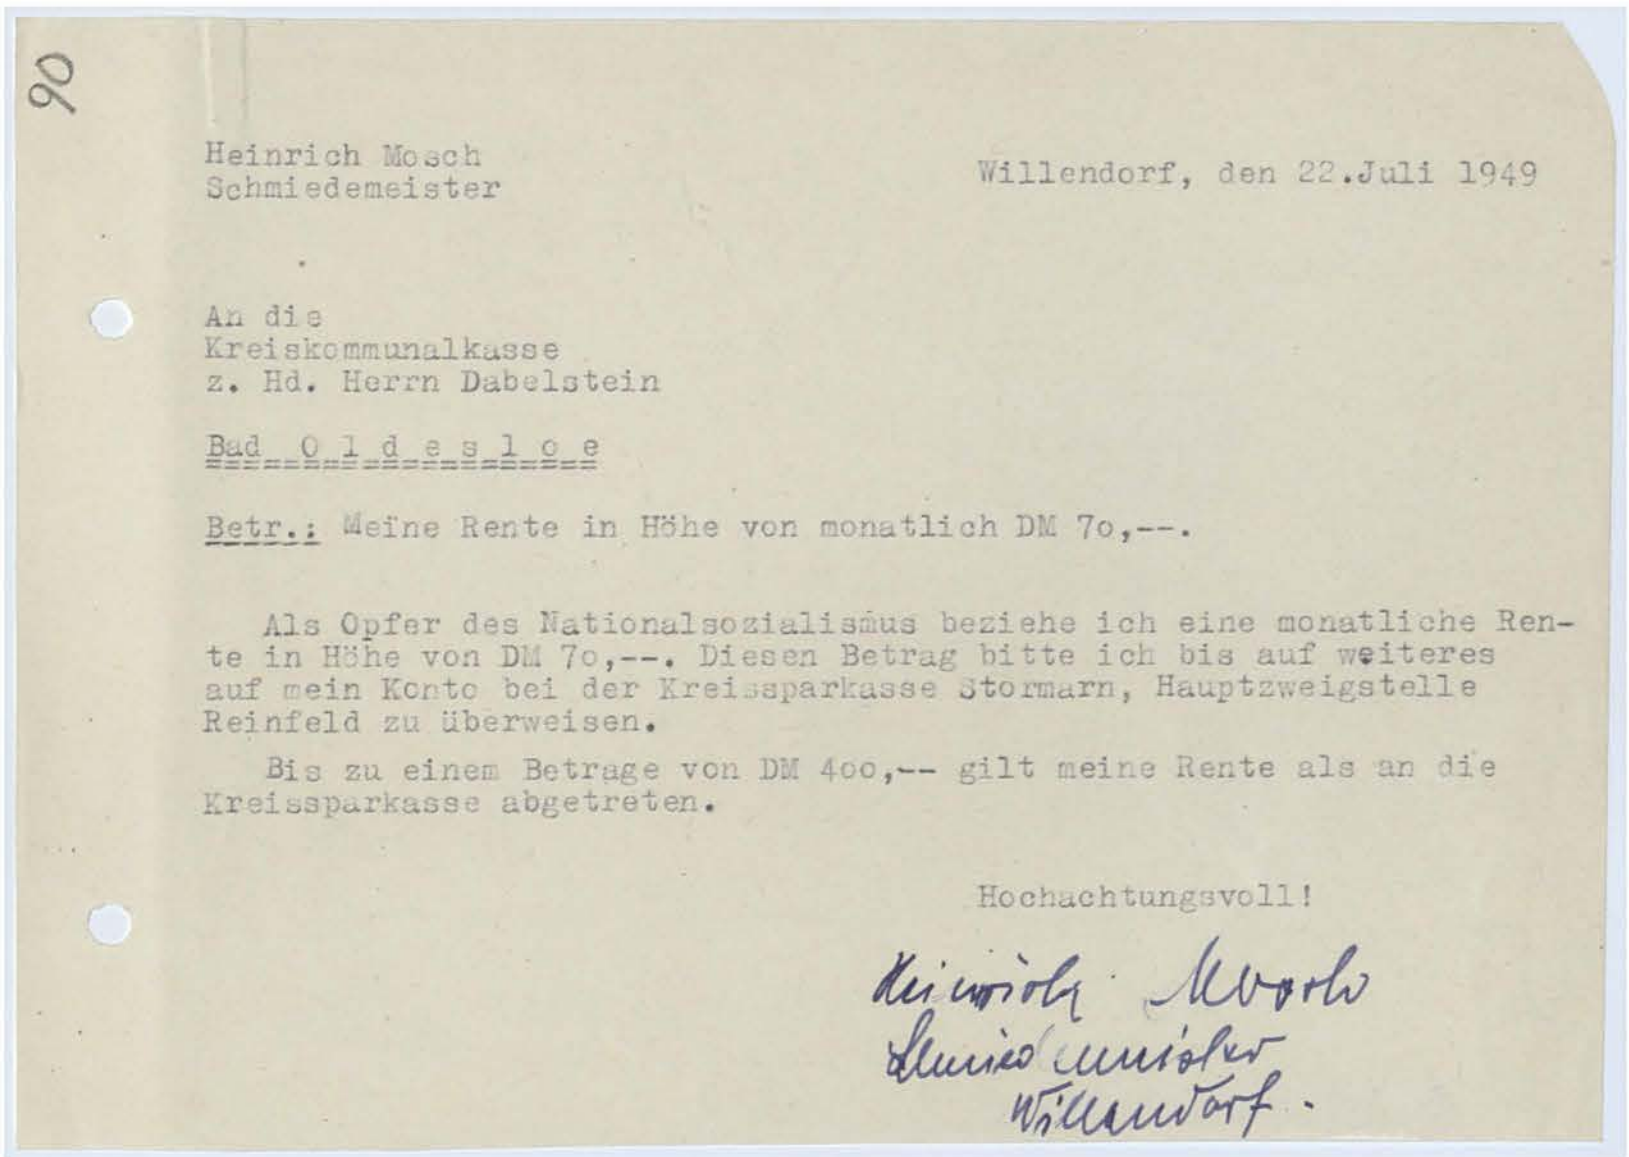 90
Heinrich Mosch
Schmiedemeister
Willendorf, den 22.Juli 1949
An die
Kreiskommunalkasse
z. Hd. Herrn Dabelstein
Bad O l d e s l o e
Betr.: Meine Rente in Höhe von monatlich DM 7o,--.
Als Opfer des Nationalsozialismus beziehe ich eine monatliche Ren-
te in Höhe von DM 7o,--. Diesen Betrag bitte ich bis auf weiteres
auf mein Konto bei der Kreissparkasse Stormarn, Hauptzweigstelle
Reinfeld zu überweisen.
Bis zu einem Betrage von DM 4oo,-- gilt meine Rente als an die
Kreissparkasse abgetreten.
Hochachtungsvoll!
Heinrich Mosch
Schmiedemeister
Willendorf.